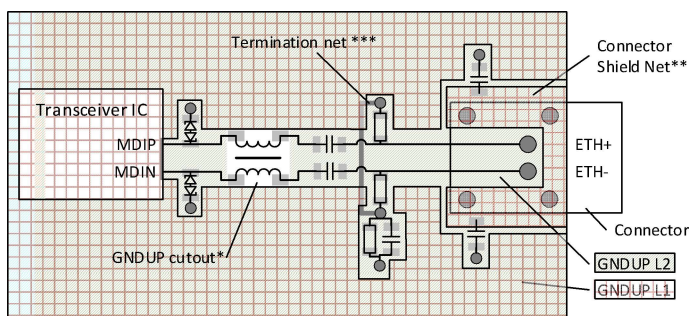 Termination net ***
Connector
Shield Net**
Transceiver IC
MDIP
MDIN
ETH+
ETH-
GNDUP cutout*
Connector
GNDUP L2
GNDUP L1